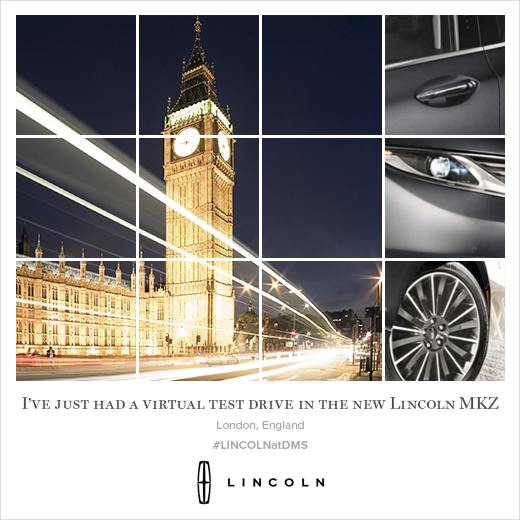 I'VE JUST HAD A VIRTUAL TEST DRIVE IN THE NEW LINCOLN MKZ
London, England
#LINCOLNatDMS
LINCOLN